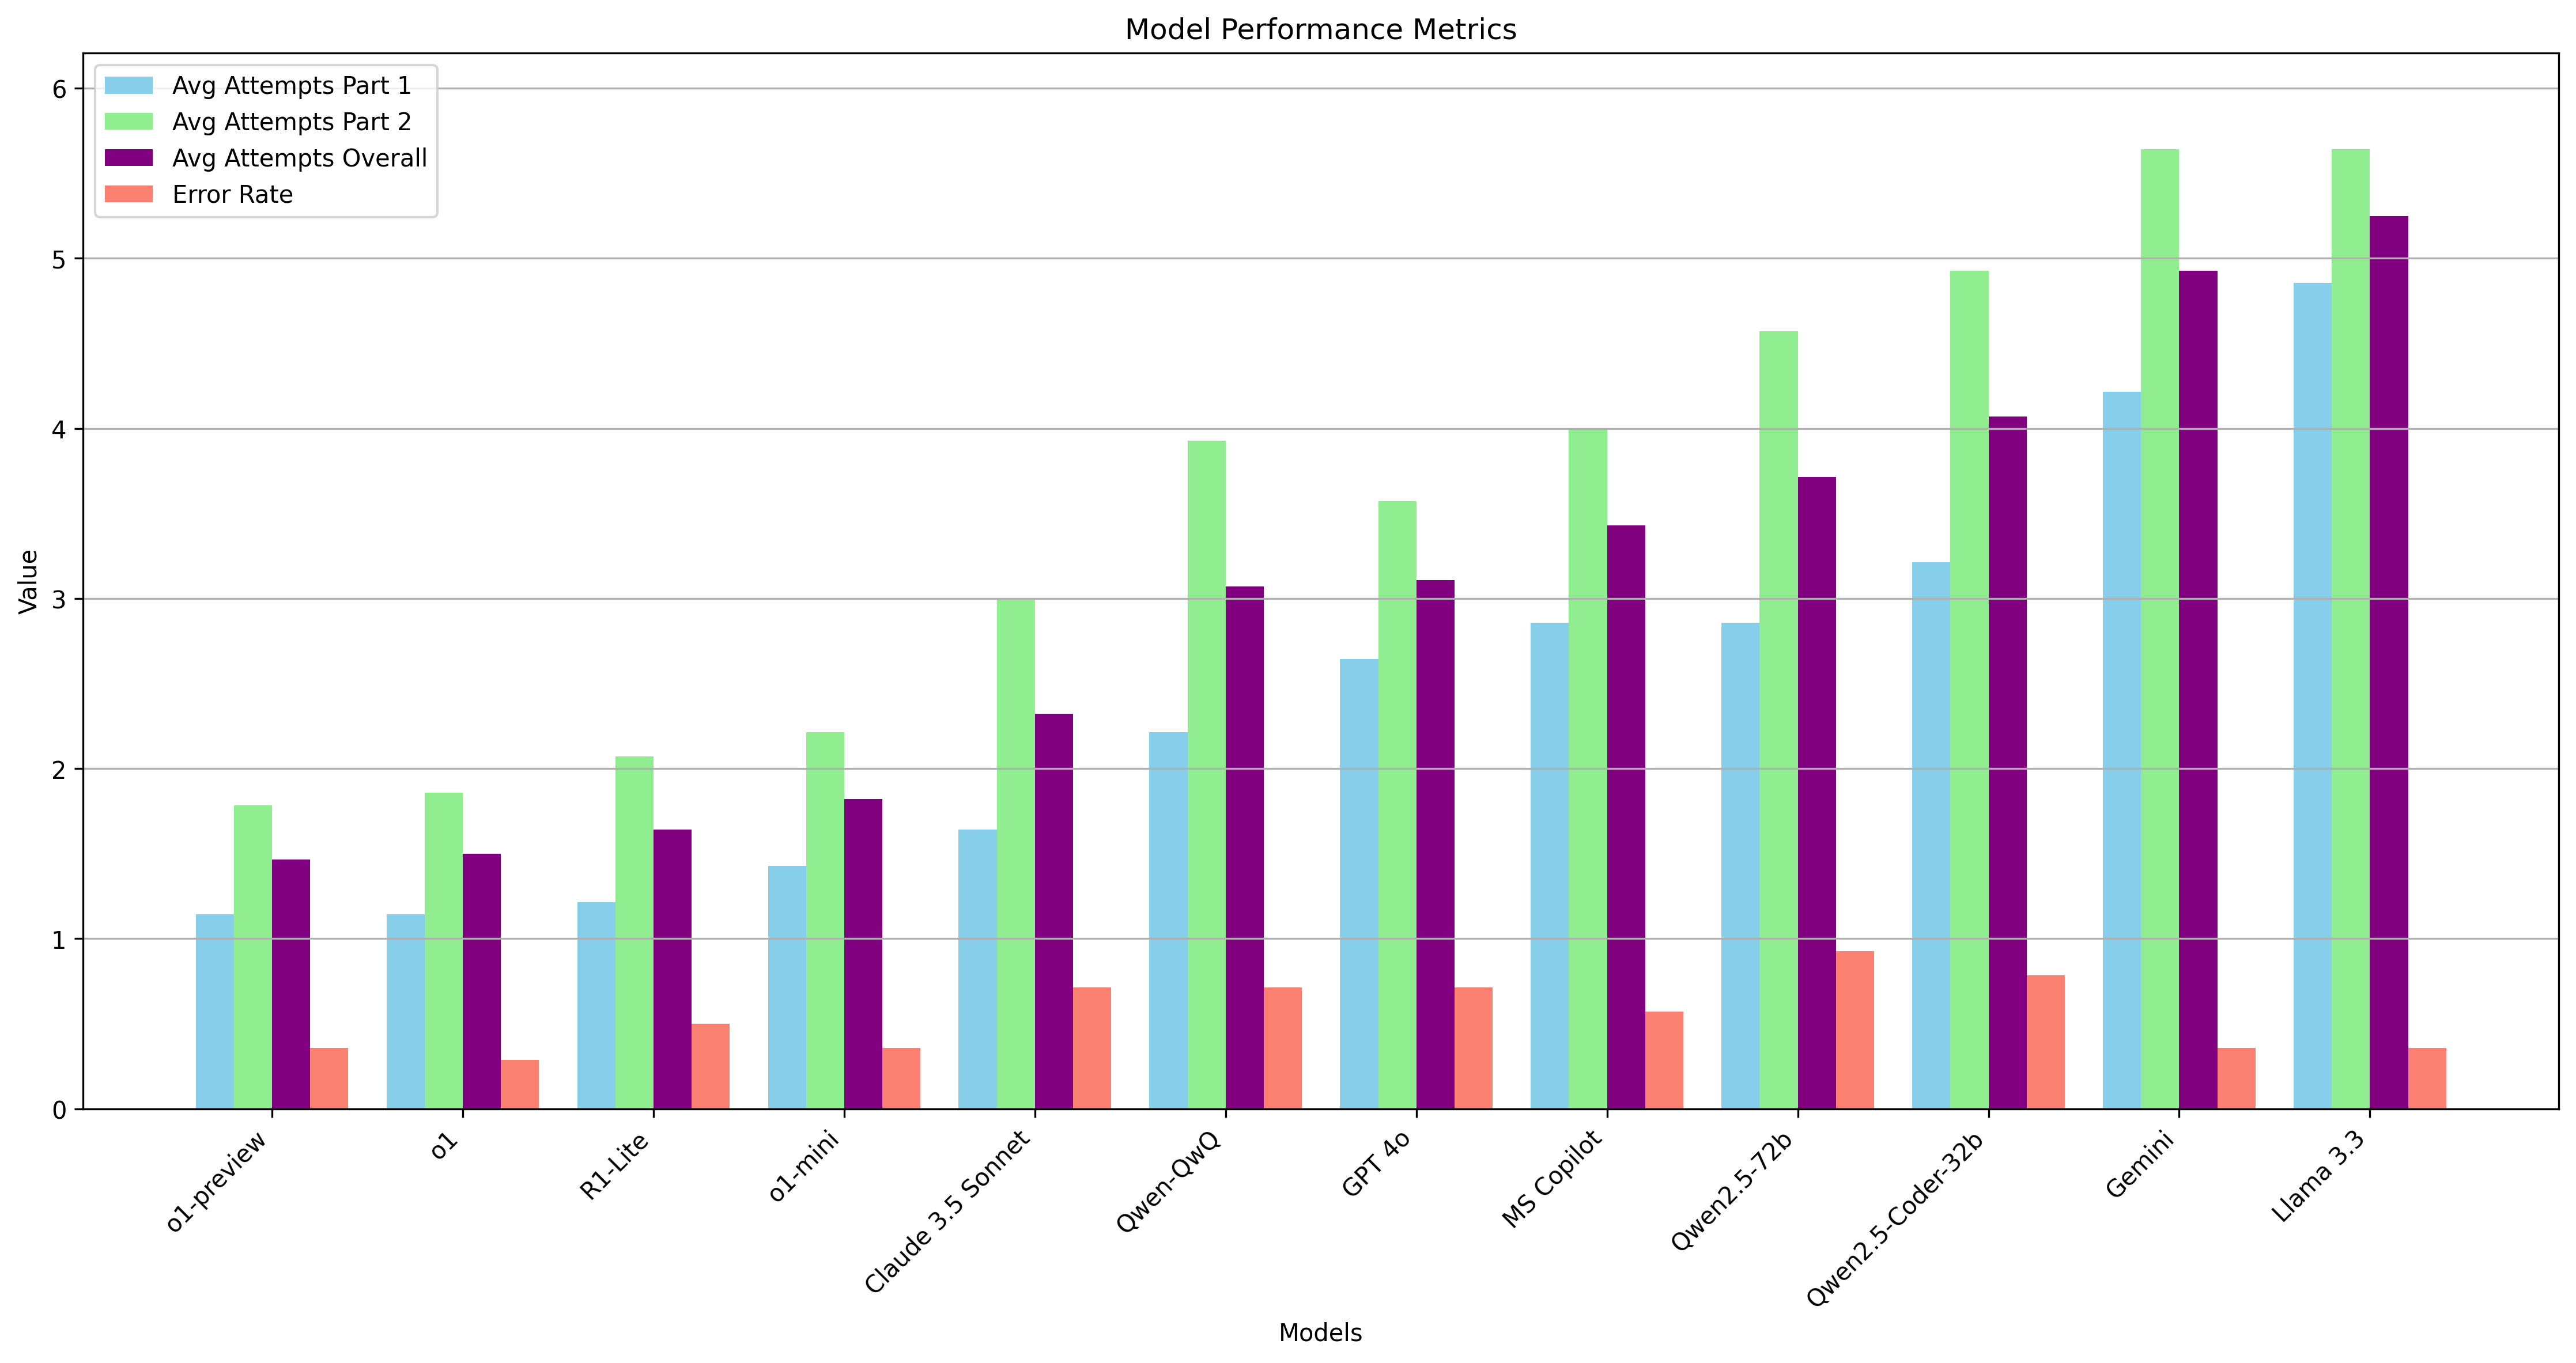 Model Performance Metrics
Avg Attempts Part 1
Avg Attempts Part 2
Avg Attempts Overall
Error Rate
6
5
4
3
2
1
0
Value
o1-preview
o1
R1-Lite
o1-mini
Claude 3.5 Sonnet
Qwen-QwQ
GPT 4o
MS Copilot
Qwen2.5-72b
Qwen2.5-Coder-32b
Gemini
Llama 3.3
Models